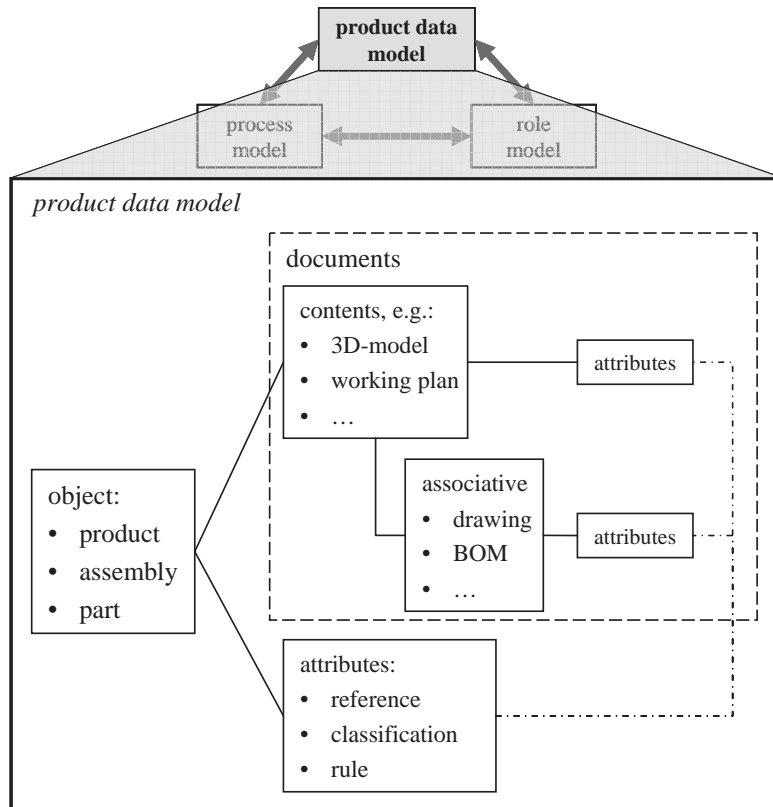 product data
model
process
model
role
model
product data model
documents
contents, e.g.:
• 3D-model
• working plan
• …
attributes
associative
• drawing
• BOM
• …
attributes
object:
• product
• assembly
• part
attributes:
• reference
• classification
• rule